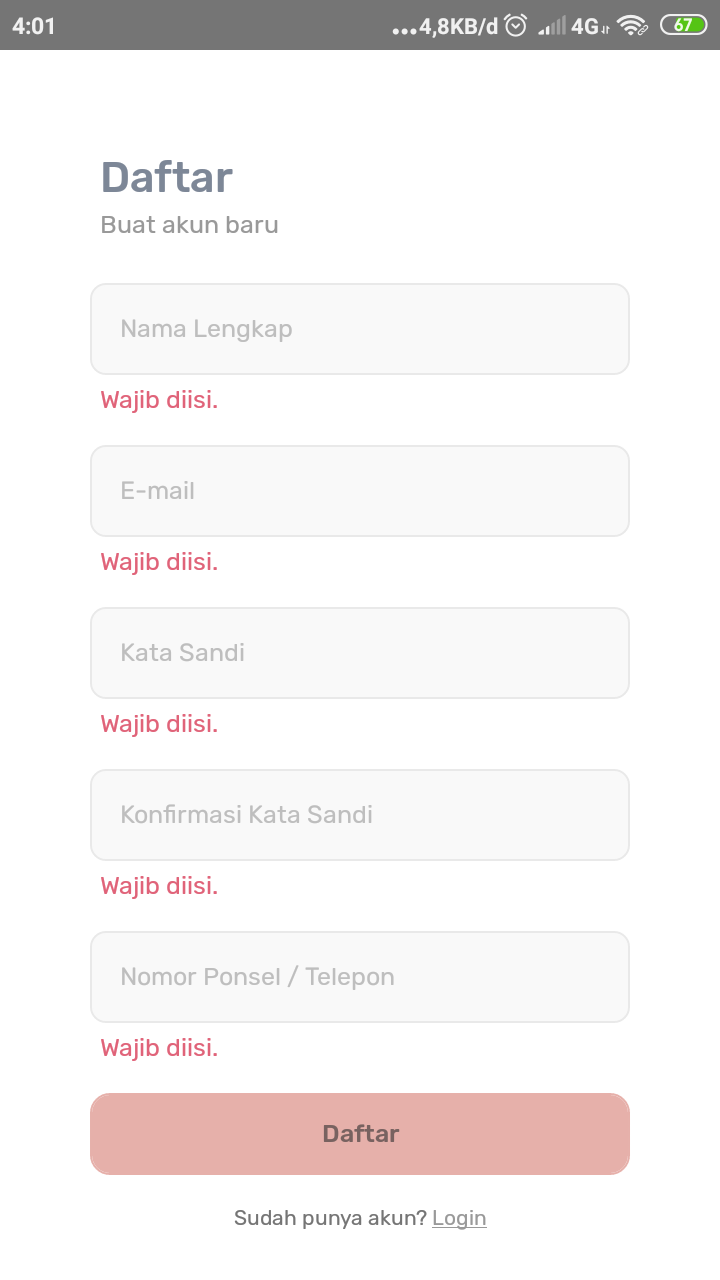 4:01
...4,8KB/d 4G 67
Daftar
Buat akun baru
Nama Lengkap
Wajib diisi.
E-mail
Wajib diisi.
Kata Sandi
Wajib diisi.
Konfirmasi Kata Sandi
Wajib diisi.
Nomor Ponsel / Telepon
Wajib diisi.
Daftar
Sudah punya akun? Login